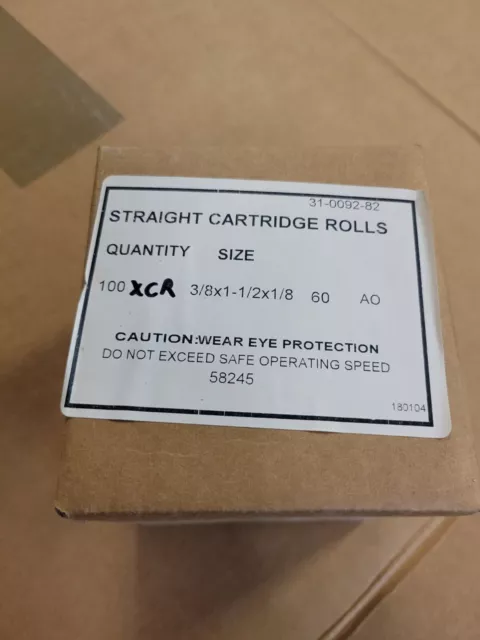 31-0092-82
STRAIGHT CARTRIDGE ROLLS
QUANTITY SIZE
100 XCR 3/8x1-1/2x1/8 60 AO
CAUTION:WEAR EYE PROTECTION
DO NOT EXCEED SAFE OPERATING SPEED
58245
180104